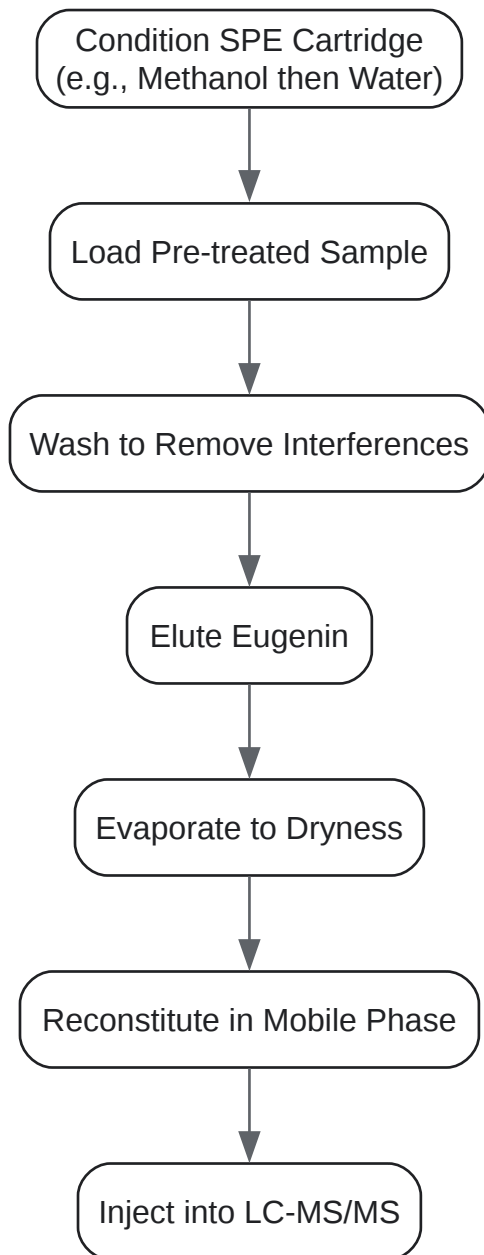 Condition SPE Cartridge
(e.g., Methanol then Water)
Load Pre-treated Sample
Wash to Remove Interferences
Elute Eugenin
Evaporate to Dryness
Reconstitute in Mobile Phase
Inject into LC-MS/MS